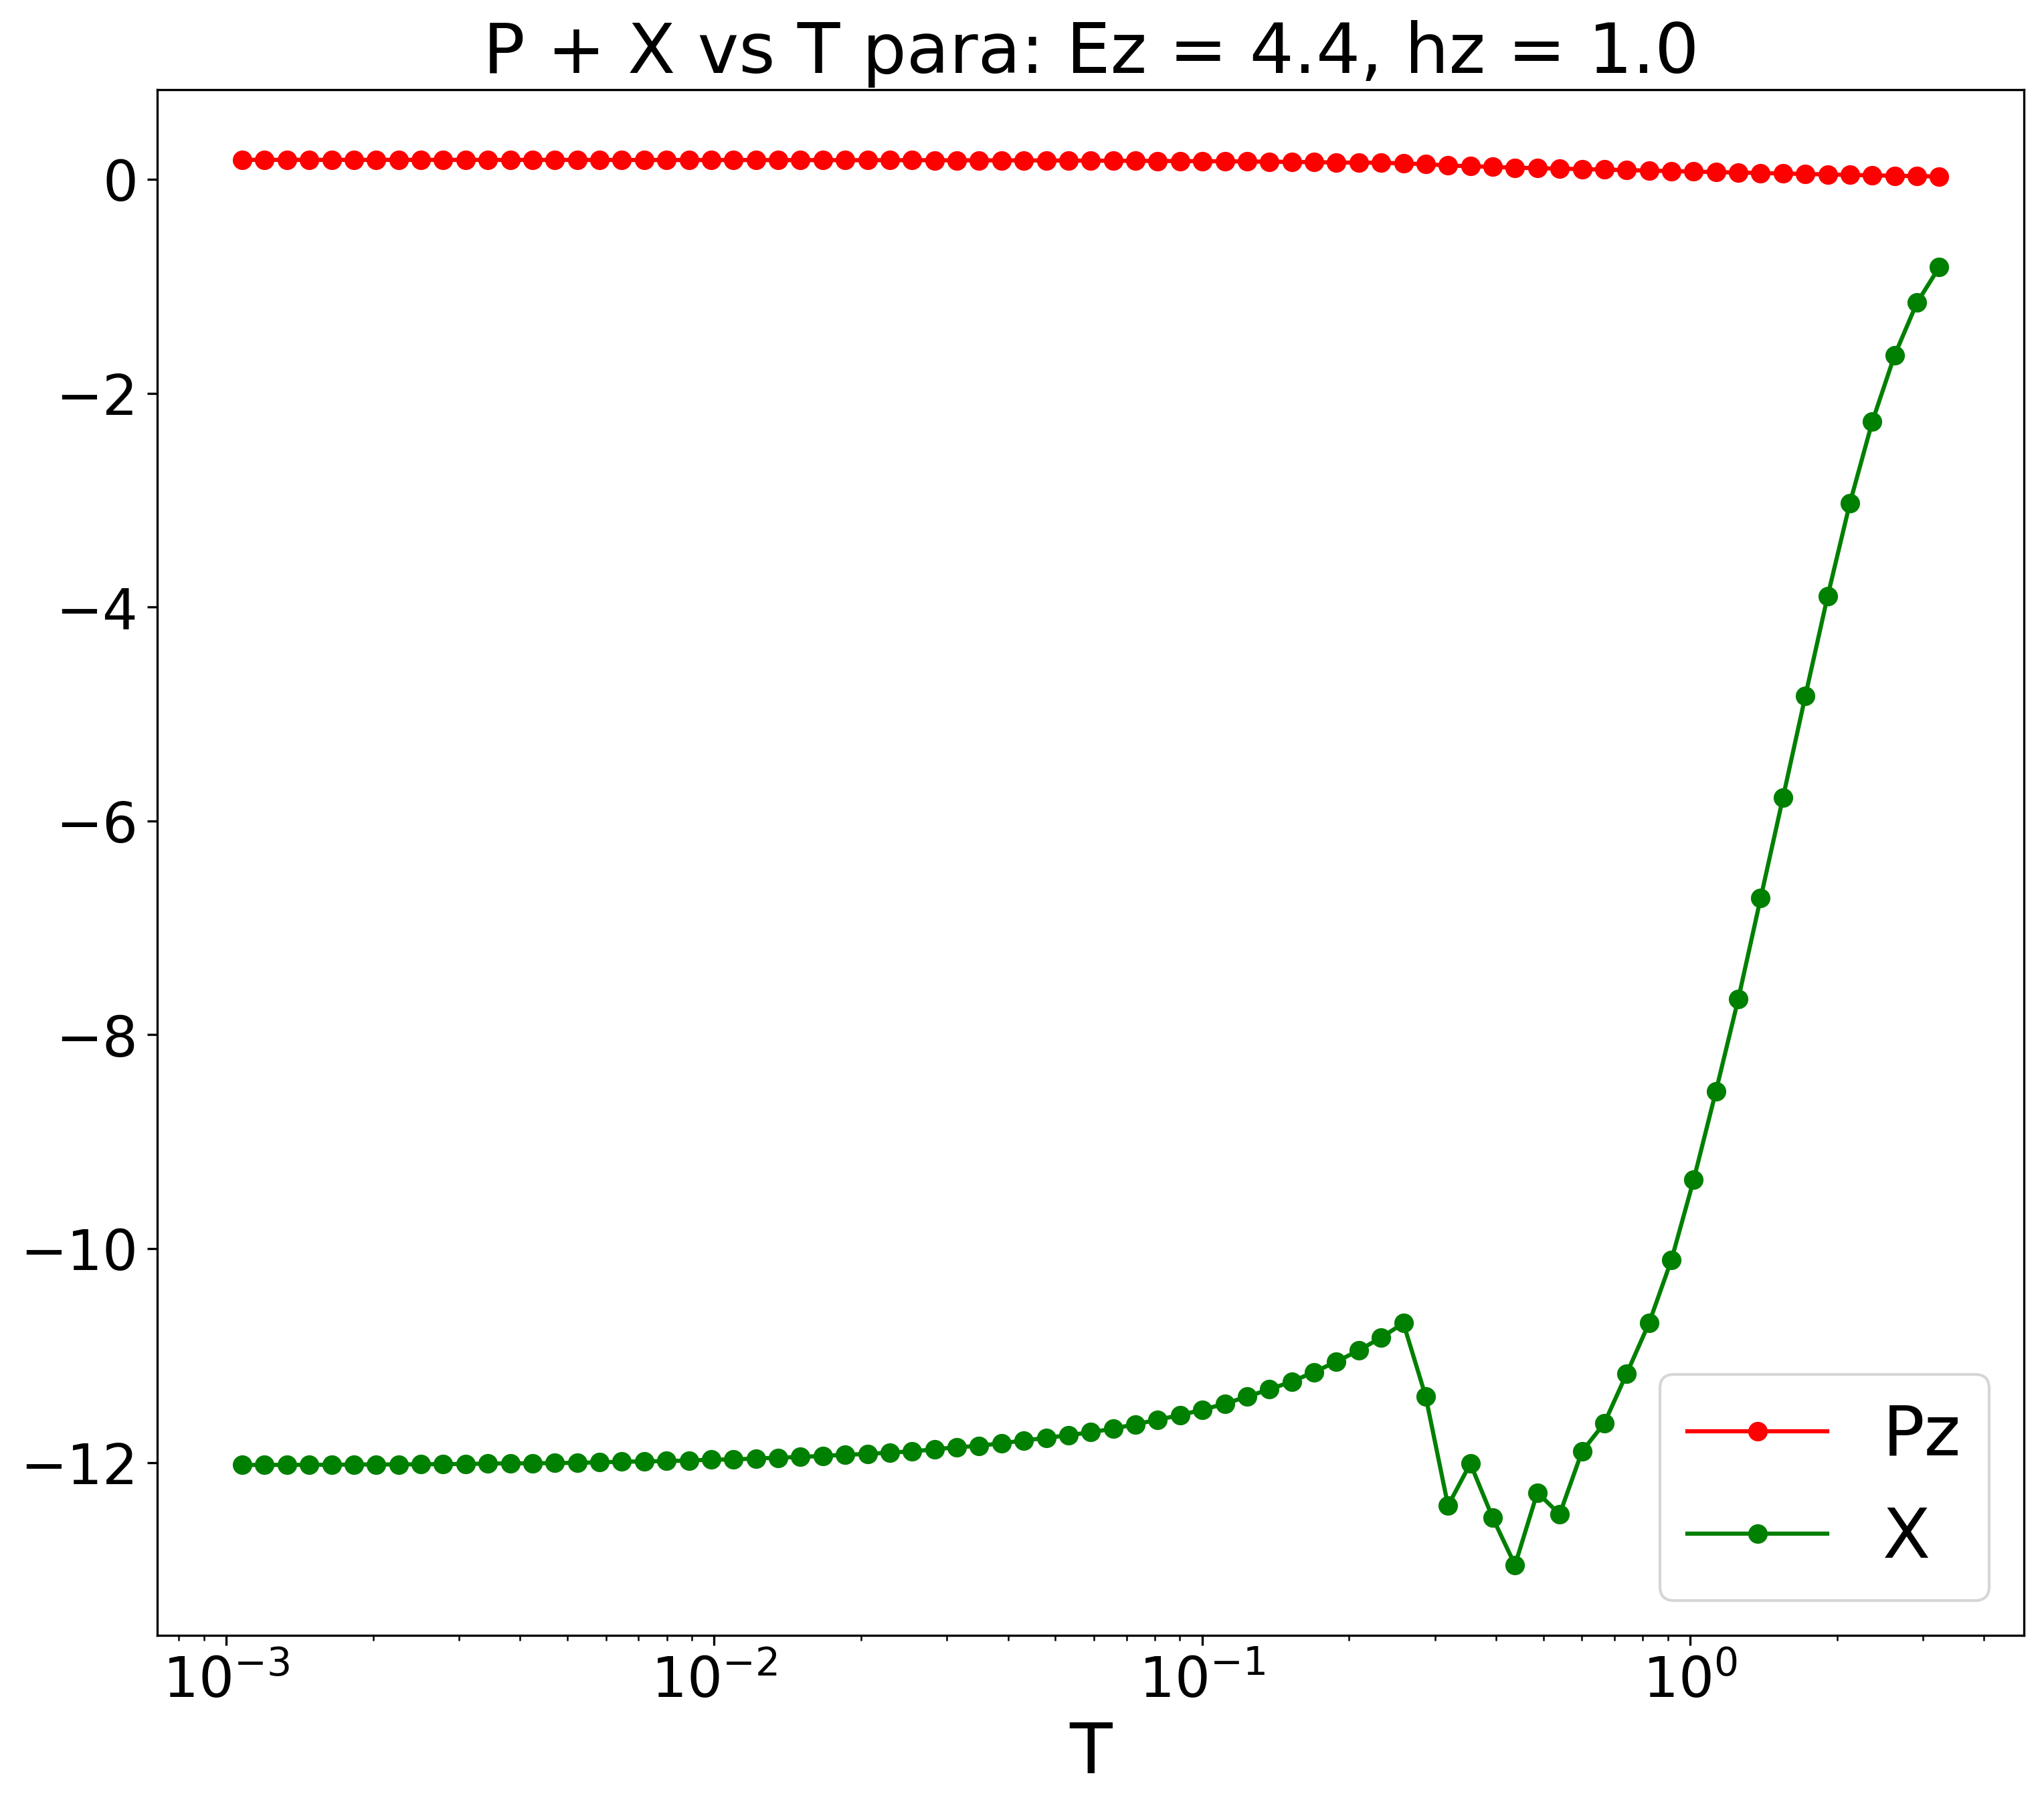 P + X vs T para: Ez = 4.4, hz = 1.0
0
−2
−4
−6
−8
−10
−12
10⁻³ 10⁻² 10⁻¹ 10⁰
T
Pz
X